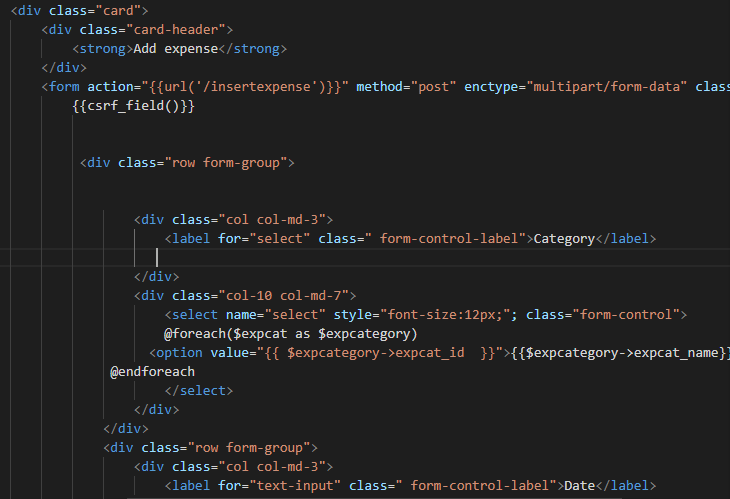 <div class="card">
<div class="card-header">
<strong>Add expense</strong>
</div>
<form action="{{url('/insertexpense')}}" method="post" enctype="multipart/form-data" clas
{{csrf_field()}}
<div class="row form-group">
<div class="col col-md-3">
<label for="select" class=" form-control-label">Category</label>
</div>
<div class="col-10 col-md-7">
<select name="select" style="font-size:12px;"; class="form-control">
@foreach($expcat as $expcategory)
<option value="{{ $expcategory->expcat_id  }}">{{$expcategory->expcat_name}}
@endforeach
</select>
</div>
</div>
<div class="row form-group">
<div class="col col-md-3">
<label for="text-input" class=" form-control-label">Date</label>